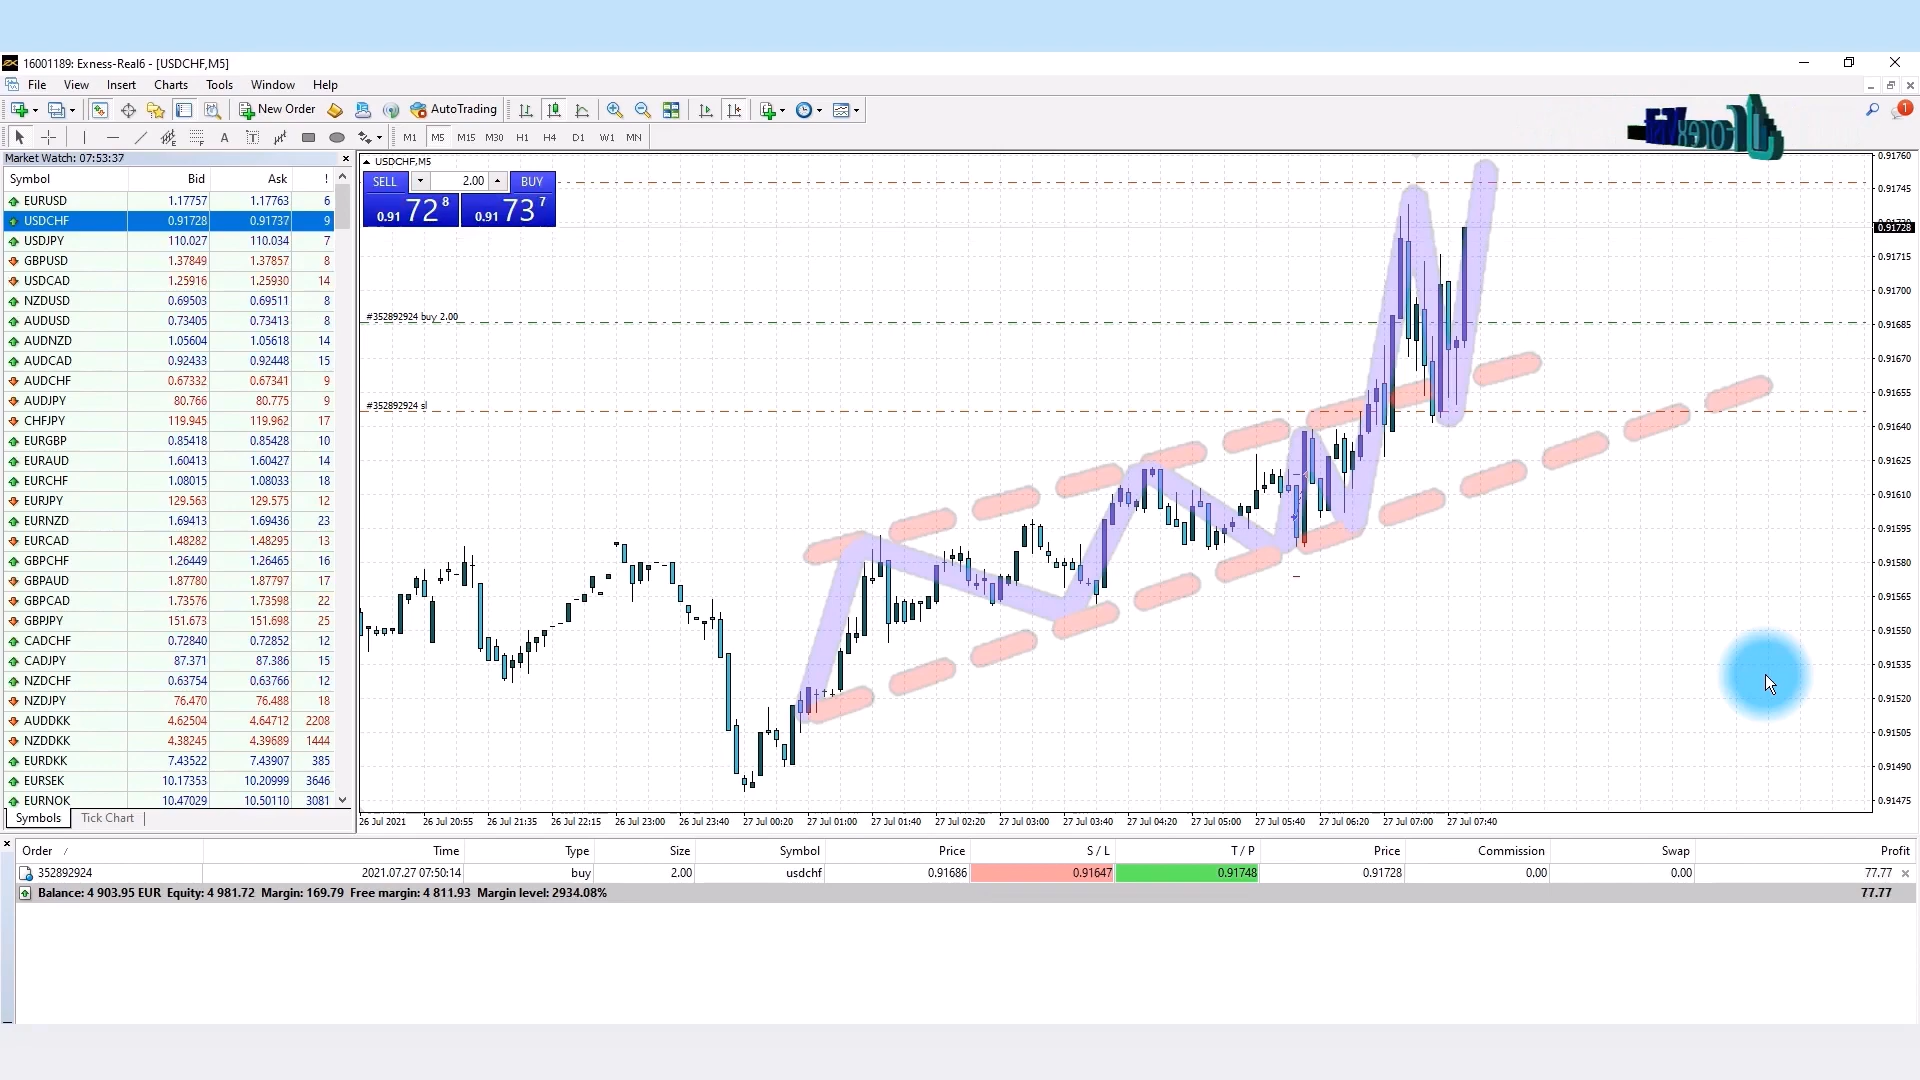 16001189: Exness-Real6 - [USDCHF,M5]
File View Insert Charts Tools Window Help
New Order AutoTrading 1
A T M1 M5 M15 M30 H1 H4 D1 W1 MN
Market Watch: 07:53:37
Symbol Bid Ask !
EURUSD 1.17757 1.17763 6
USDCHF 0.91728 0.91737 9
USDJPY 110.027 110.034 7
GBPUSD 1.37849 1.37857 8
USDCAD 1.25916 1.25930 14
NZDUSD 0.69503 0.69511 8
AUDUSD 0.73405 0.73413 8
AUDNZD 1.05604 1.05618 14
AUDCAD 0.92433 0.92448 15
AUDCHF 0.67332 0.67341 9
AUDJPY 80.766 80.775 9
CHFJPY 119.945 119.962 17
EURGBP 0.85418 0.85428 10
EURAUD 1.60413 1.60427 14
EURCHF 1.08015 1.08033 18
EURJPY 129.563 129.575 12
EURNZD 1.69413 1.69436 23
EURCAD 1.48282 1.48295 13
GBPCHF 1.26449 1.26465 16
GBPAUD 1.87780 1.87797 17
GBPCAD 1.73576 1.73598 22
GBPJPY 151.673 151.698 25
CADCHF 0.72840 0.72852 12
CADJPY 87.371 87.386 15
NZDCHF 0.63754 0.63766 12
NZDJPY 76.470 76.488 18
AUDDKK 4.62504 4.64712 2208
NZDDKK 4.38245 4.39689 1444
EURDKK 7.43522 7.43907 385
EURSEK 10.17353 10.20999 3646
EURNOK 10.47029 10.50110 3081
Symbols Tick Chart
USDCHF,M5
SELL 2.00 BUY
0.91 72 8 0.91 73 7
#352892924 buy 2.00
#352892924 sl
0.91760
0.91745
0.91728
0.91715
0.91700
0.91685
0.91670
0.91655
0.91640
0.91625
0.91610
0.91595
0.91580
0.91565
0.91550
0.91535
0.91520
0.91505
0.91490
0.91475
26 Jul 2021 26 Jul 20:55 26 Jul 21:35 26 Jul 22:15 26 Jul 23:00 26 Jul 23:40 27 Jul 00:20 27 Jul 01:00 27 Jul 01:40 27 Jul 02:20 27 Jul 03:00 27 Jul 03:40 27 Jul 04:20 27 Jul 05:00 27 Jul 05:40 27 Jul 06:20 27 Jul 07:00 27 Jul 07:40
Order / Time Type Size Symbol Price S / L T / P Price Commission Swap Profit
352892924 2021.07.27 07:50:14 buy 2.00 usdchf 0.91686 0.91647 0.91748 0.91728 0.00 0.00 77.77
Balance: 4 903.95 EUR Equity: 4 981.72 Margin: 169.79 Free margin: 4 811.93 Margin level: 2934.08% 77.77